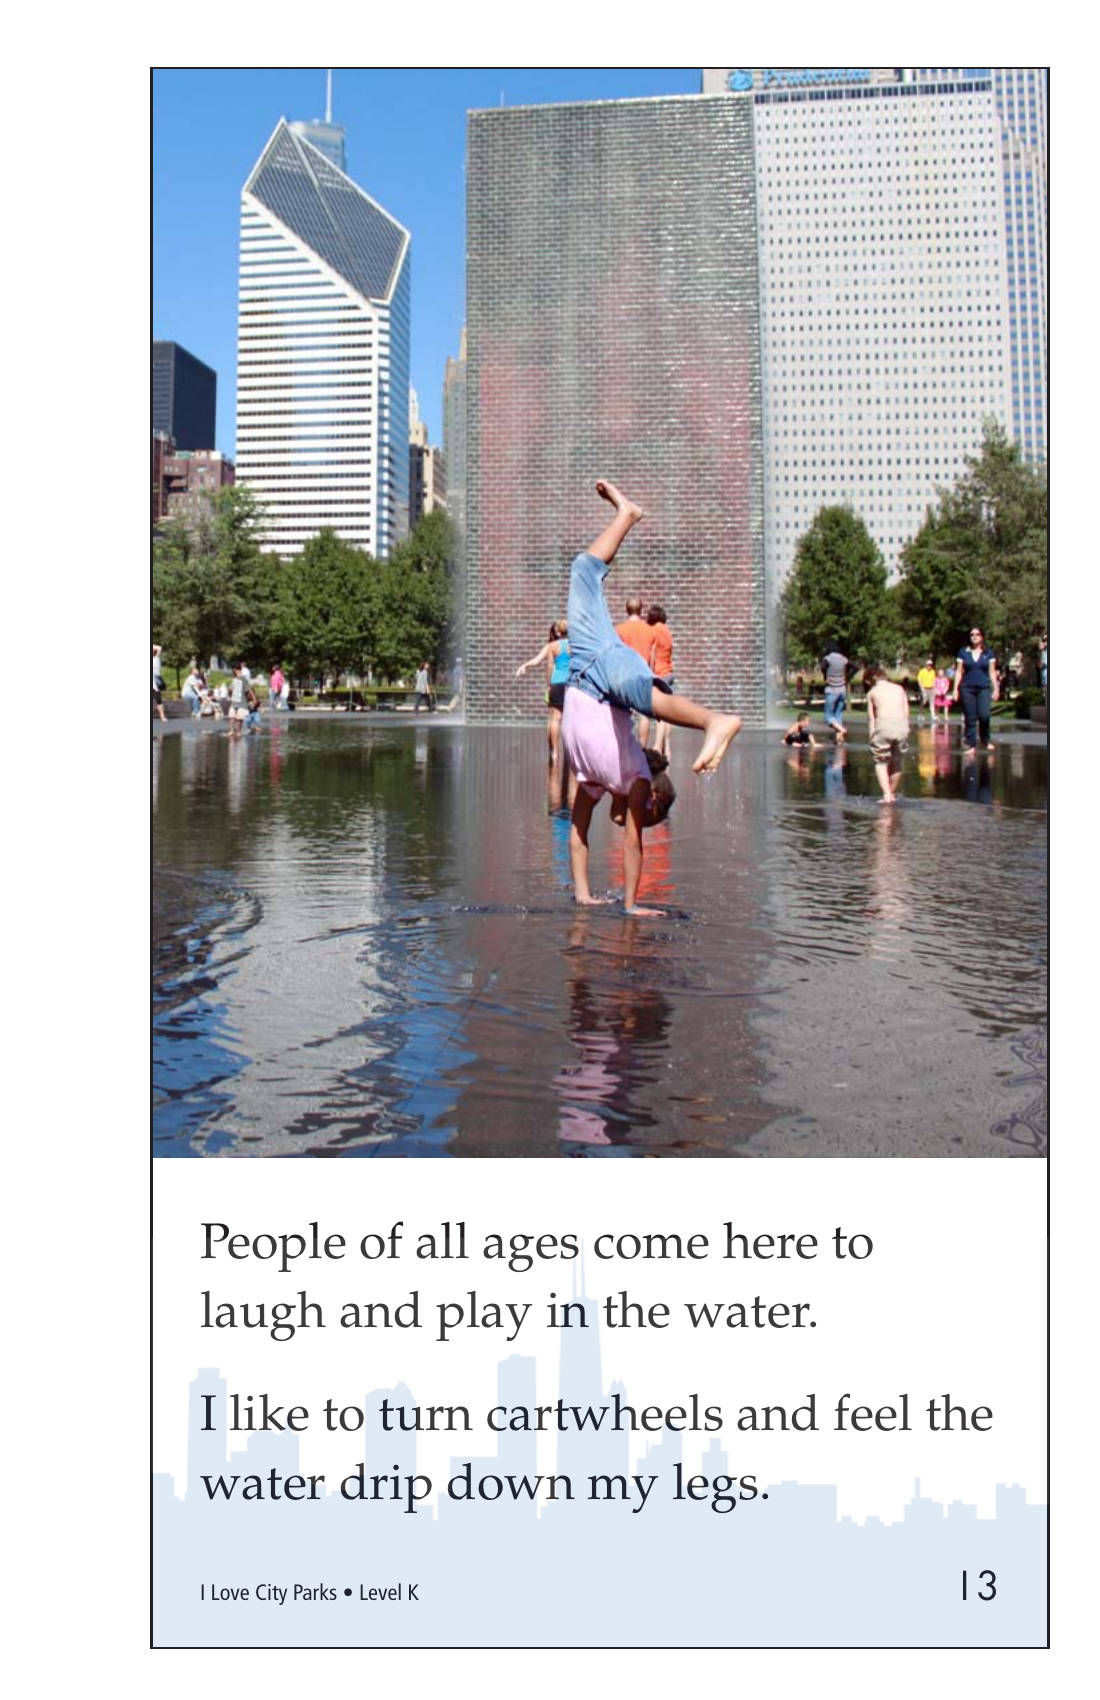 Prudential
People of all ages come here to
laugh and play in the water.
I like to turn cartwheels and feel the
water drip down my legs.
I Love City Parks • Level K
13